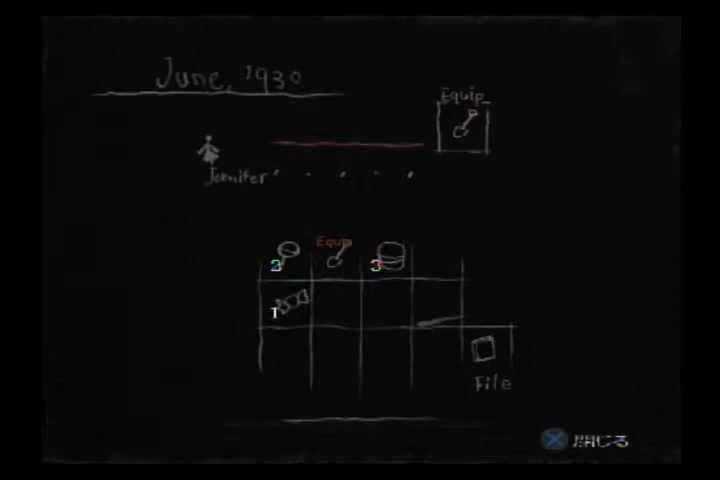 June, 1930
Equip
Jennifer
Equip
2
3
1
File
閉じる